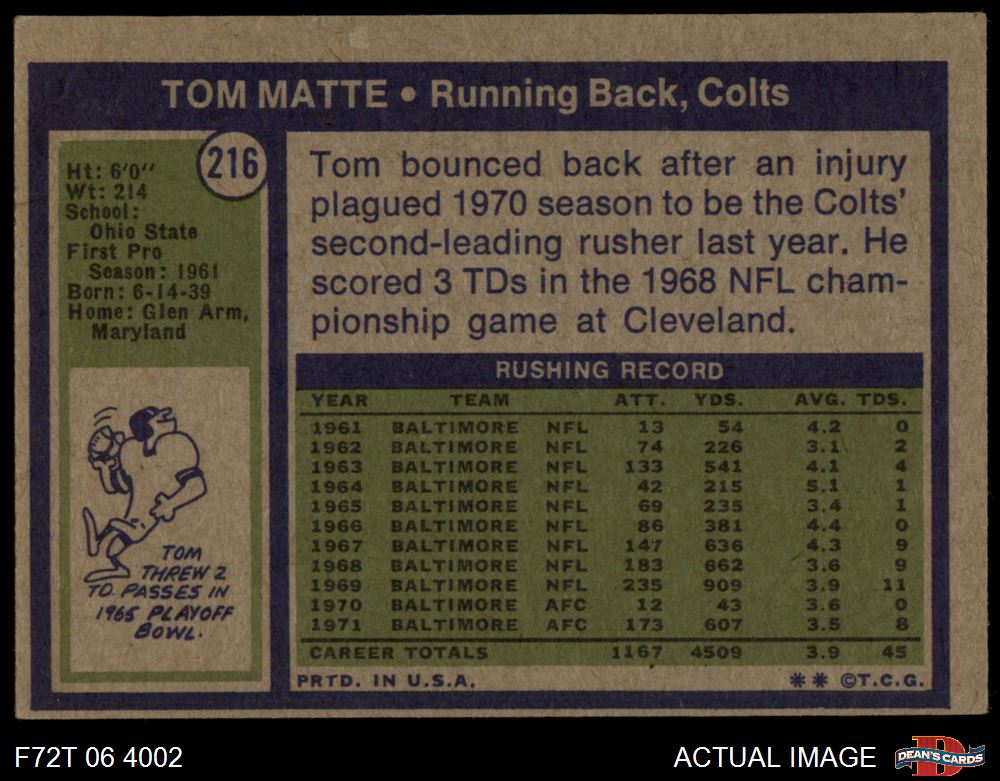 TOM MATTE • Running Back, Colts
216
Ht: 6'0''
Wt: 214
School:
Ohio State
First Pro
Season: 1961
Born: 6-14-39
Home: Glen Arm,
Maryland
TOM
THREW 2
TD. PASSES IN
1965 PLAYOFF
BOWL.
Tom bounced back after an injury
plagued 1970 season to be the Colts'
second-leading rusher last year. He
scored 3 TDs in the 1968 NFL cham-
pionship game at Cleveland.
RUSHING RECORD
YEAR TEAM ATT. YDS. AVG. TDS.
1961 BALTIMORE NFL 13 54 4.2 0
1962 BALTIMORE NFL 74 226 3.1 2
1963 BALTIMORE NFL 133 541 4.1 4
1964 BALTIMORE NFL 42 215 5.1 1
1965 BALTIMORE NFL 69 235 3.4 1
1966 BALTIMORE NFL 86 381 4.4 0
1967 BALTIMORE NFL 147 636 4.3 9
1968 BALTIMORE NFL 183 662 3.6 9
1969 BALTIMORE NFL 235 909 3.9 11
1970 BALTIMORE AFC 12 43 3.6 0
1971 BALTIMORE AFC 173 607 3.5 8
CAREER TOTALS 1167 4509 3.9 45
PRTD. IN U.S.A. ** ©T.C.G.
F72T 06 4002
ACTUAL IMAGE
DEAN'S CARDS